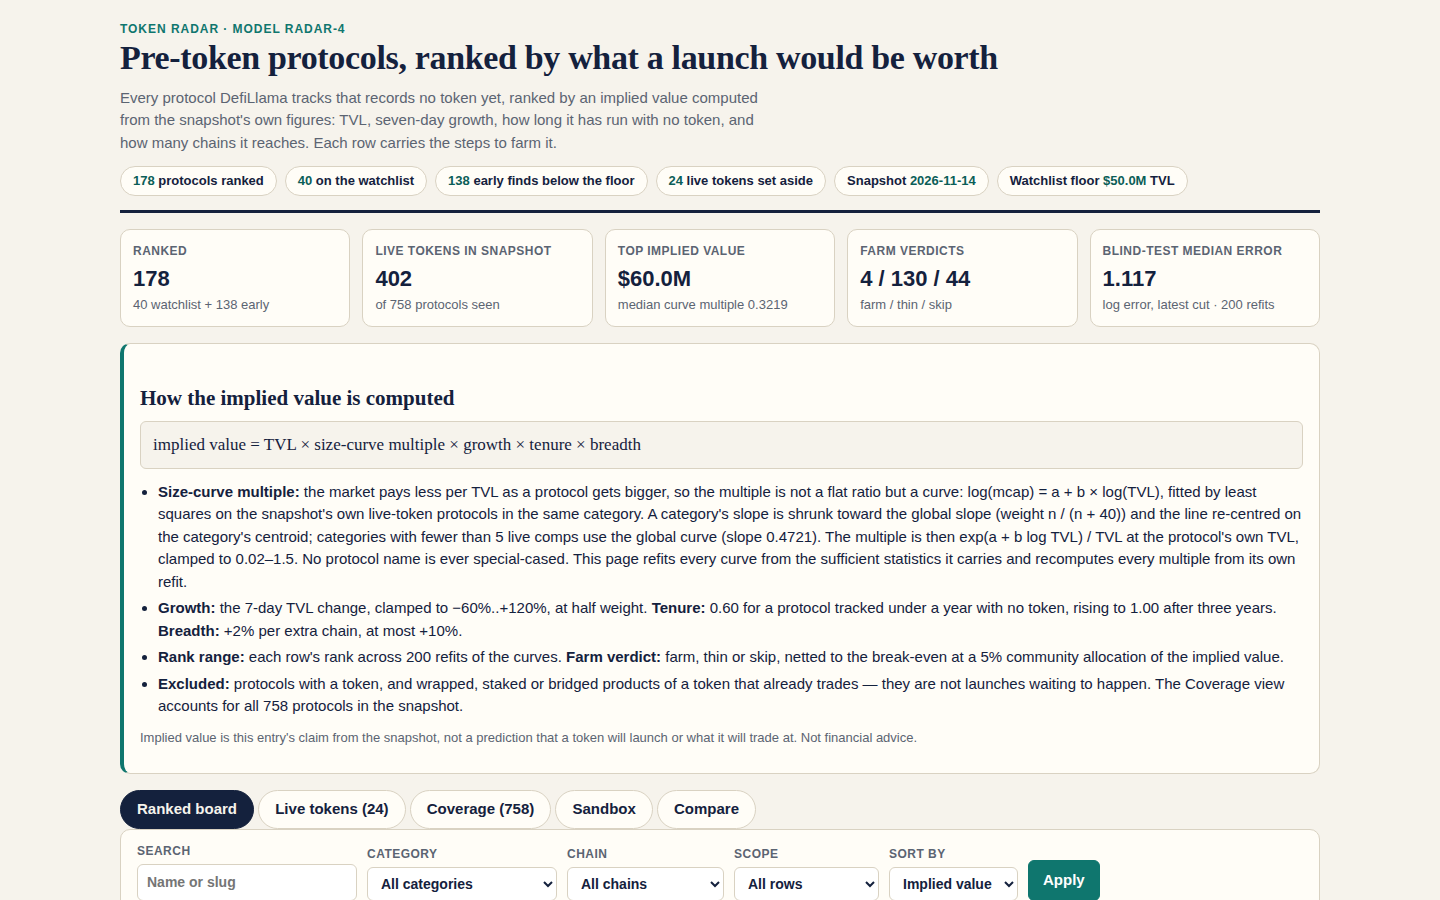 TOKEN RADAR · MODEL RADAR-4
Pre-token protocols, ranked by what a launch would be worth
Every protocol DefiLlama tracks that records no token yet, ranked by an implied value computed
from the snapshot's own figures: TVL, seven-day growth, how long it has run with no token, and
how many chains it reaches. Each row carries the steps to farm it.
178 protocols ranked
40 on the watchlist
138 early finds below the floor
24 live tokens set aside
Snapshot 2026-11-14
Watchlist floor $50.0M TVL
RANKED
178
40 watchlist + 138 early
LIVE TOKENS IN SNAPSHOT
402
of 758 protocols seen
TOP IMPLIED VALUE
$60.0M
median curve multiple 0.3219
FARM VERDICTS
4 / 130 / 44
farm / thin / skip
BLIND-TEST MEDIAN ERROR
1.117
log error, latest cut · 200 refits
How the implied value is computed
implied value = TVL × size-curve multiple × growth × tenure × breadth
• Size-curve multiple: the market pays less per TVL as a protocol gets bigger, so the multiple is not a flat ratio but a curve: log(mcap) = a + b × log(TVL), fitted by least
squares on the snapshot's own live-token protocols in the same category. A category's slope is shrunk toward the global slope (weight n / (n + 40)) and the line re-centred on
the category's centroid; categories with fewer than 5 live comps use the global curve (slope 0.4721). The multiple is then exp(a + b log TVL) / TVL at the protocol's own TVL,
clamped to 0.02–1.5. No protocol name is ever special-cased. This page refits every curve from the sufficient statistics it carries and recomputes every multiple from its own
refit.
• Growth: the 7-day TVL change, clamped to −60%..+120%, at half weight. Tenure: 0.60 for a protocol tracked under a year with no token, rising to 1.00 after three years.
Breadth: +2% per extra chain, at most +10%.
• Rank range: each row's rank across 200 refits of the curves. Farm verdict: farm, thin or skip, netted to the break-even at a 5% community allocation of the implied value.
• Excluded: protocols with a token, and wrapped, staked or bridged products of a token that already trades — they are not launches waiting to happen. The Coverage view
accounts for all 758 protocols in the snapshot.
Implied value is this entry's claim from the snapshot, not a prediction that a token will launch or what it will trade at. Not financial advice.
Ranked board
Live tokens (24)
Coverage (758)
Sandbox
Compare
SEARCH
Name or slug
CATEGORY
All categories
CHAIN
All chains
SCOPE
All rows
SORT BY
Implied value
Apply